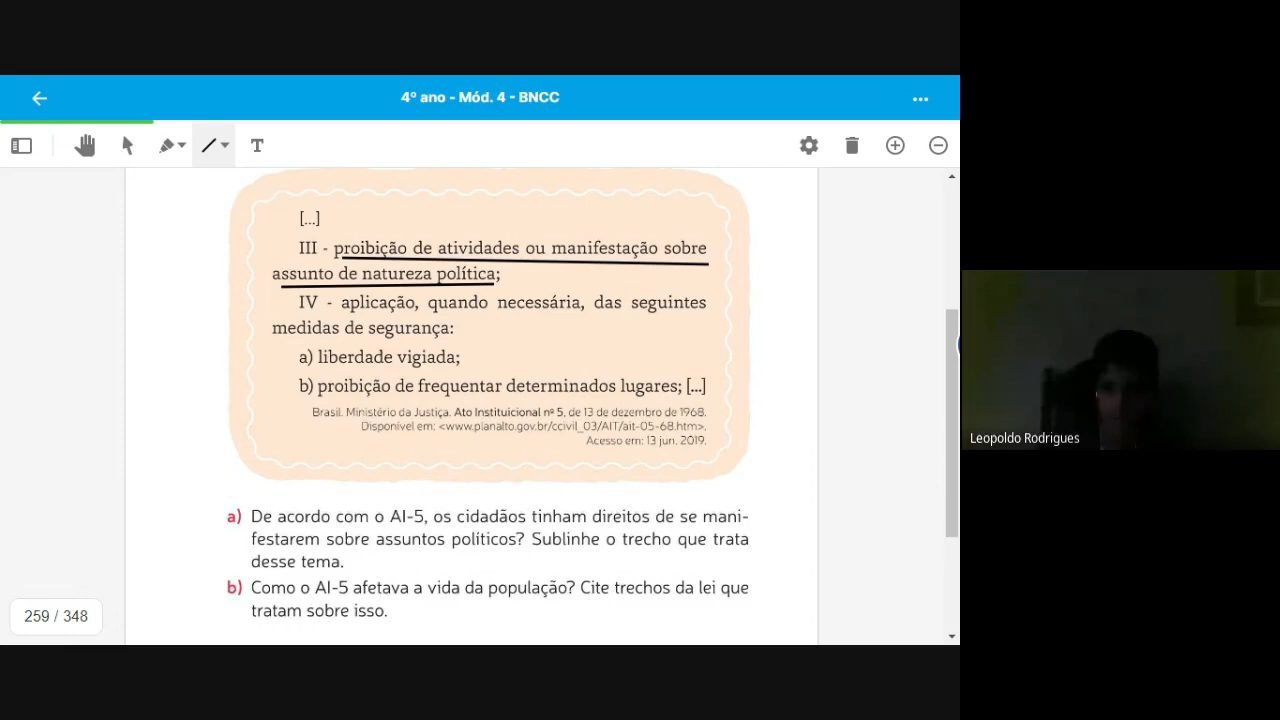 4º ano - Mód. 4 - BNCC
T
[...]
III - proibição de atividades ou manifestação sobre
assunto de natureza política;
IV - aplicação, quando necessária, das seguintes
medidas de segurança:
a) liberdade vigiada;
b) proibição de frequentar determinados lugares; [...]
Brasil. Ministério da Justiça. Ato Instituicional nº 5, de 13 de dezembro de 1968.
Disponível em: <www.planalto.gov.br/ccivil_03/AIT/ait-05-68.htm>.
Acesso em: 13 jun. 2019.
a) De acordo com o AI-5, os cidadãos tinham direitos de se mani-
festarem sobre assuntos políticos? Sublinhe o trecho que trata
desse tema.
b) Como o AI-5 afetava a vida da população? Cite trechos da lei que
tratam sobre isso.
259 / 348
Leopoldo Rodrigues